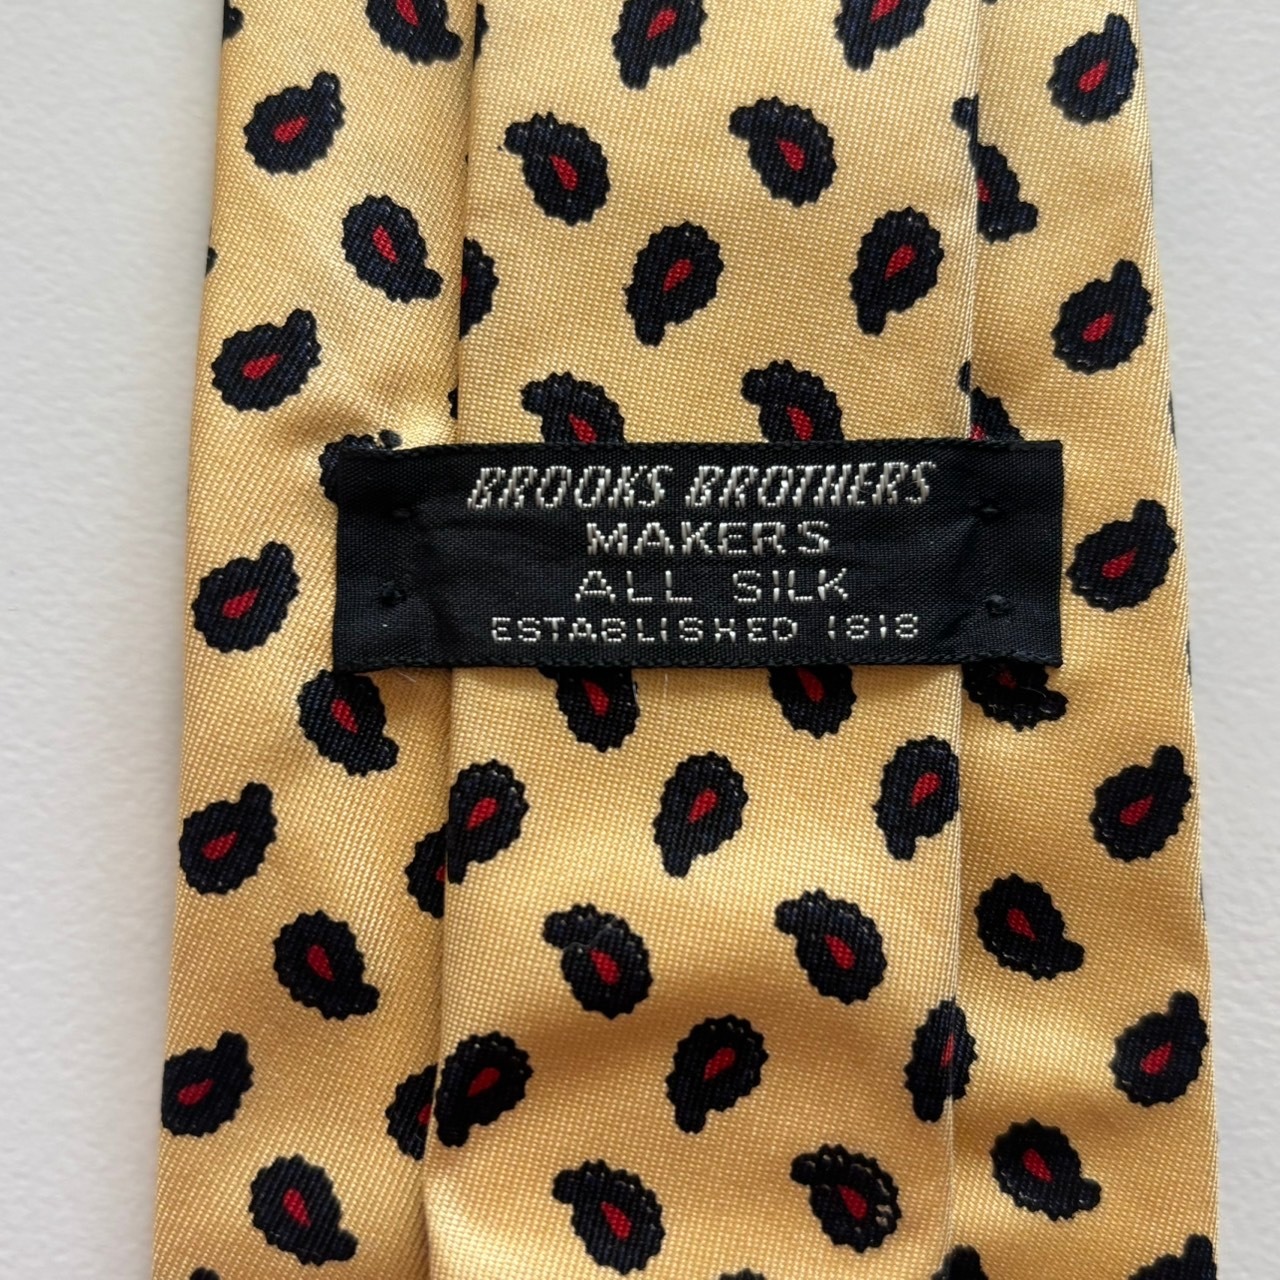 BROOKS BROTHERS
MAKERS
ALL SILK
ESTABLISHED 1818